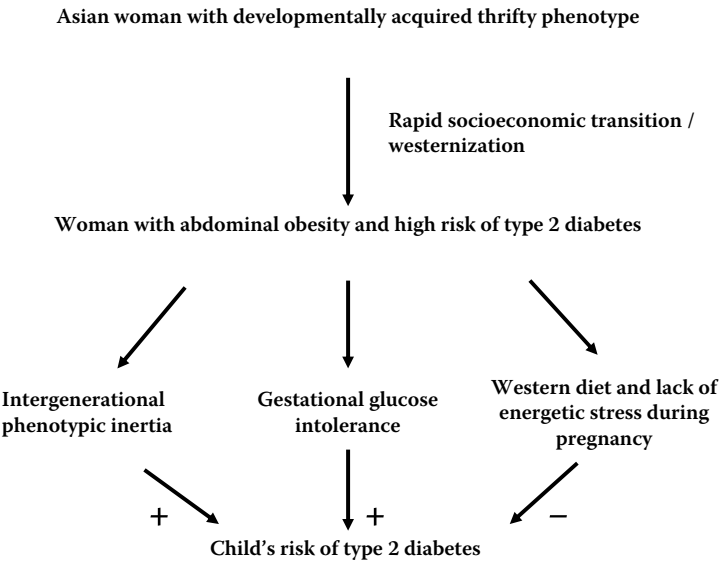 Asian woman with developmentally acquired thrifty phenotype
Rapid socioeconomic transition /
westernization
Woman with abdominal obesity and high risk of type 2 diabetes
Intergenerational
phenotypic inertia
Gestational glucose
intolerance
Western diet and lack of
energetic stress during
pregnancy
+
+
−
Child's risk of type 2 diabetes